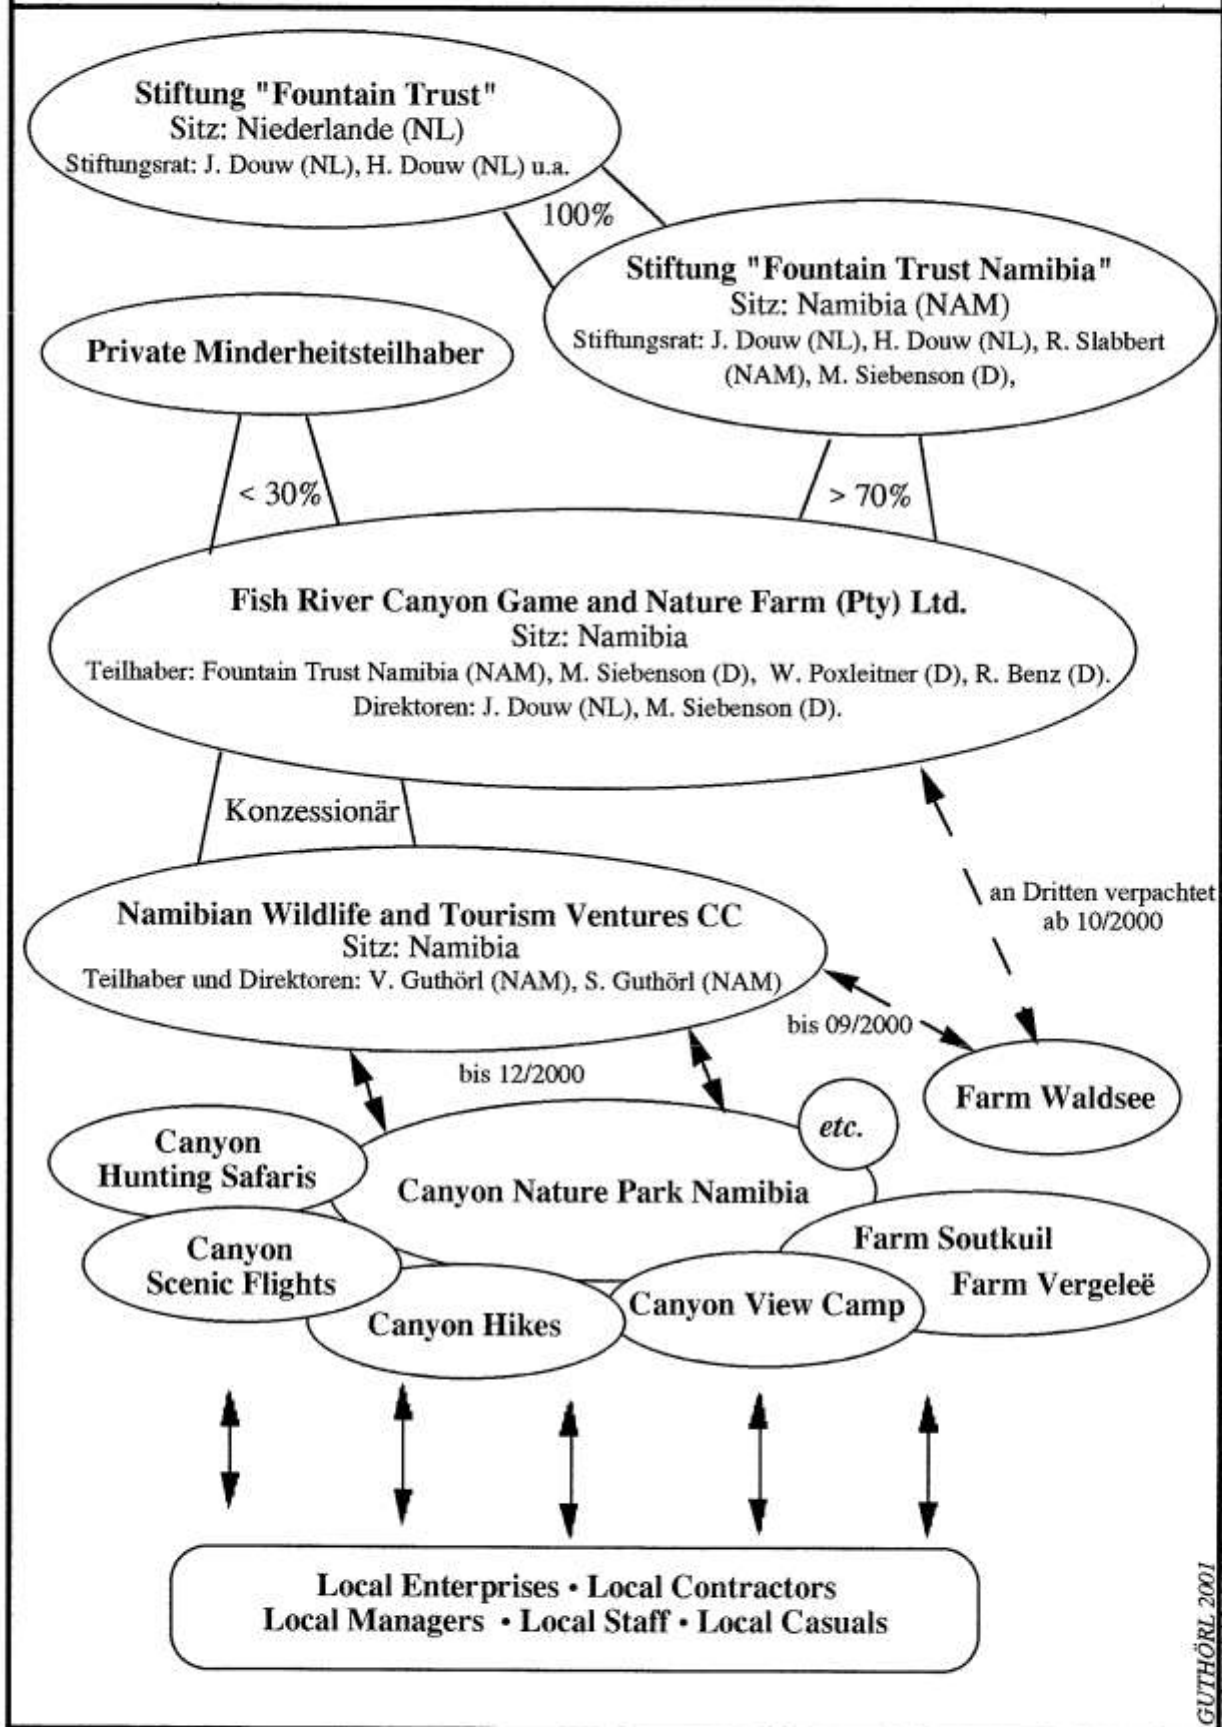 Stiftung "Fountain Trust"
Sitz: Niederlande (NL)
Stiftungsrat: J. Douw (NL), H. Douw (NL) u.a.
100%
Stiftung "Fountain Trust Namibia"
Sitz: Namibia (NAM)
Stiftungsrat: J. Douw (NL), H. Douw (NL), R. Slabbert
(NAM), M. Siebenson (D),
Private Minderheitsteilhaber
< 30%
> 70%
Fish River Canyon Game and Nature Farm (Pty) Ltd.
Sitz: Namibia
Teilhaber: Fountain Trust Namibia (NAM), M. Siebenson (D), W. Poxleitner (D), R. Benz (D).
Direktoren: J. Douw (NL), M. Siebenson (D).
Konzessionär
an Dritten verpachtet
ab 10/2000
Namibian Wildlife and Tourism Ventures CC
Sitz: Namibia
Teilhaber und Direktoren: V. Guthörl (NAM), S. Guthörl (NAM)
bis 09/2000
bis 12/2000
Farm Waldsee
etc.
Canyon
Hunting Safaris
Canyon Nature Park Namibia
Canyon
Scenic Flights
Farm Soutkuil
Farm Vergeleë
Canyon View Camp
Canyon Hikes
Local Enterprises • Local Contractors
Local Managers • Local Staff • Local Casuals
GUTHÖRL 2001